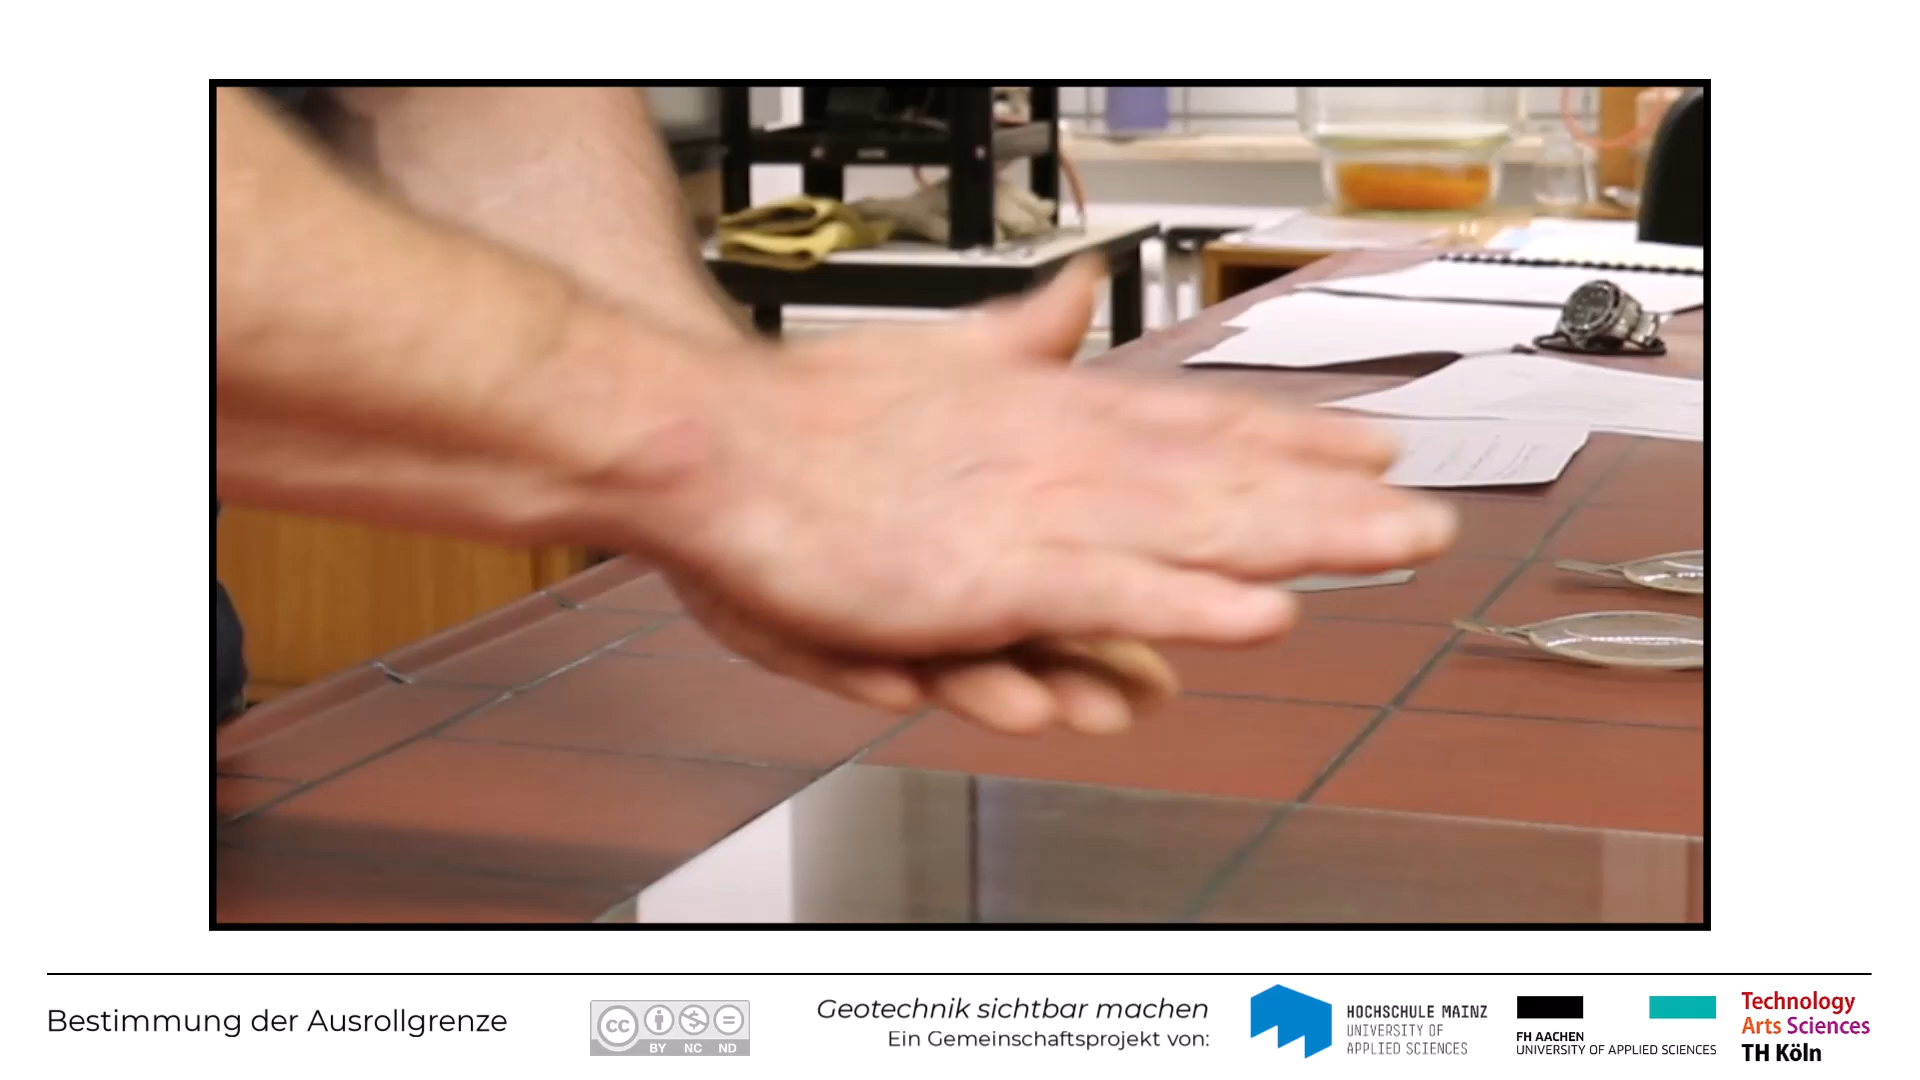 Bestimmung der Ausrollgrenze
cc
BY NC ND
Geotechnik sichtbar machen
Ein Gemeinschaftsprojekt von:
HOCHSCHULE MAINZ
UNIVERSITY OF
APPLIED SCIENCES
FH AACHEN
UNIVERSITY OF APPLIED SCIENCES
Technology
Arts Sciences
TH Köln